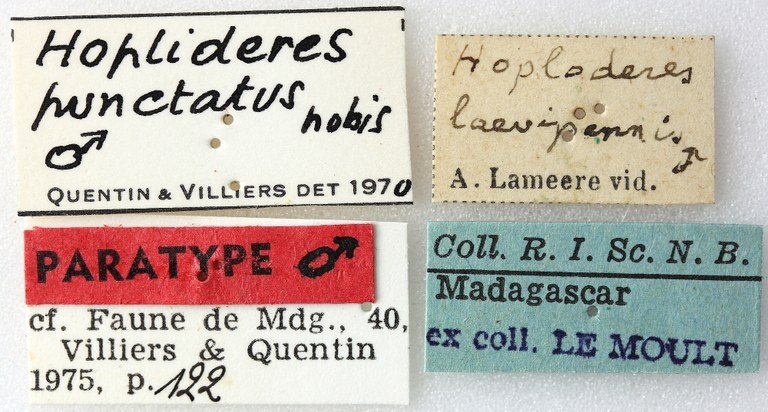 Hoplideres
punctatus nobis
♂
QUENTIN & VILLIERS DET 1970
Hoploderes
laevipennis
A. Lameere vid.
PARATYPE ♂
cf. Faune de Mdg., 40,
Villiers & Quentin
1975, p. 122
Coll. R. I. Sc. N. B.
Madagascar
ex coll. LE MOULT